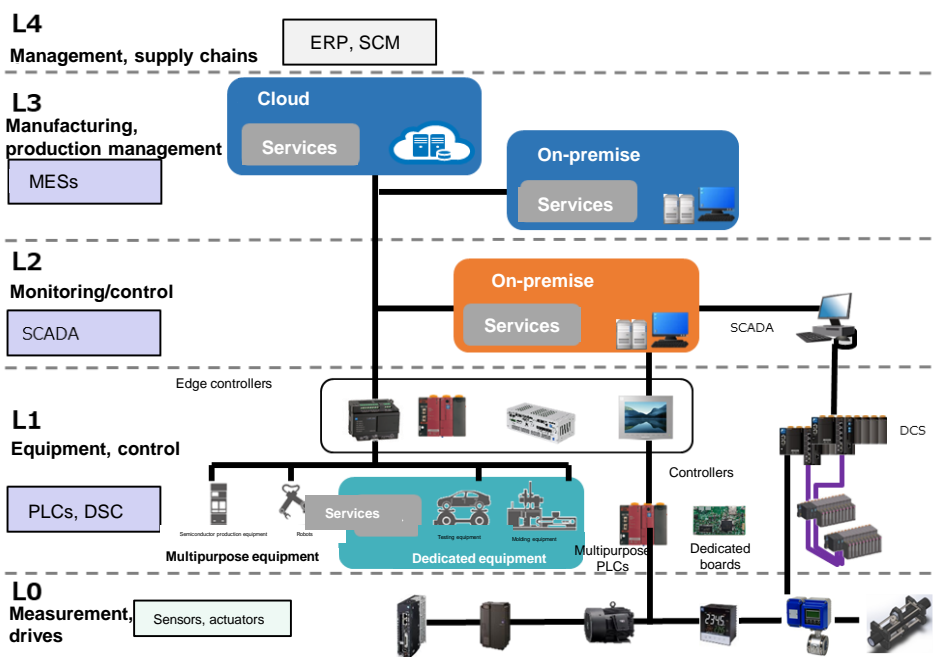 L4
Management, supply chains
ERP, SCM
L3
Manufacturing,
production management
MESs
Cloud
Services
On-premise
Services
L2
Monitoring/control
SCADA
On-premise
Services
SCADA
Edge controllers
L1
Equipment, control
PLCs, DSC
DCS
Controllers
Semiconductor production equipment
Robots
Services
Testing equipment
Molding equipment
Multipurpose equipment
Dedicated equipment
Multipurpose
PLCs
Dedicated
boards
L0
Measurement,
drives
Sensors, actuators
2345